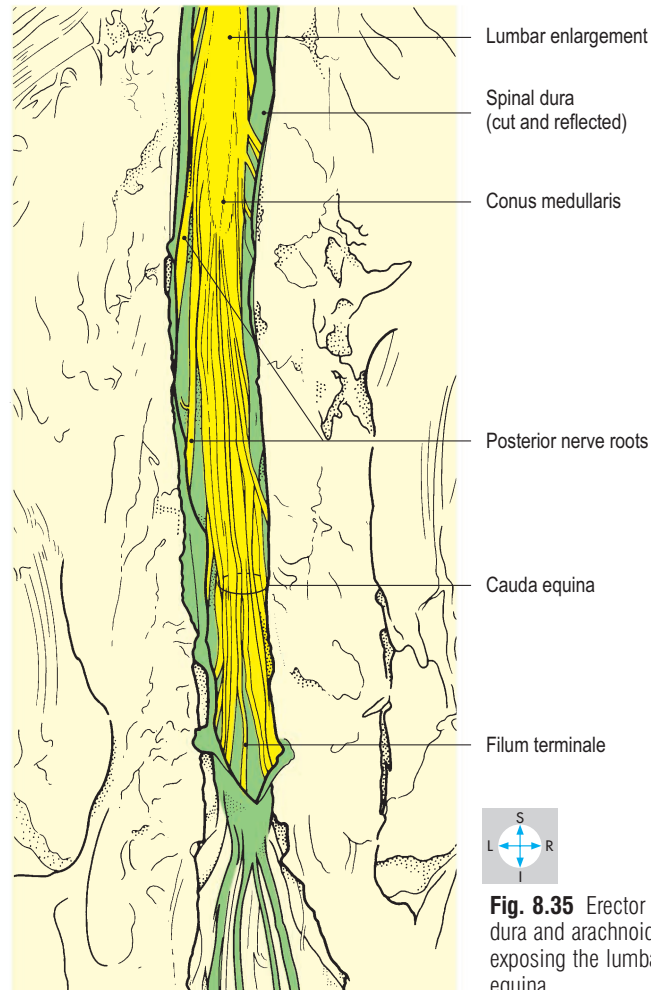 Lumbar enlargement
Spinal dura
(cut and reflected)
Conus medullaris
Posterior nerve roots
Cauda equina
Filum terminale
S
L R
I
Fig. 8.35 Erector
dura and arachnoid
exposing the lumba
equina